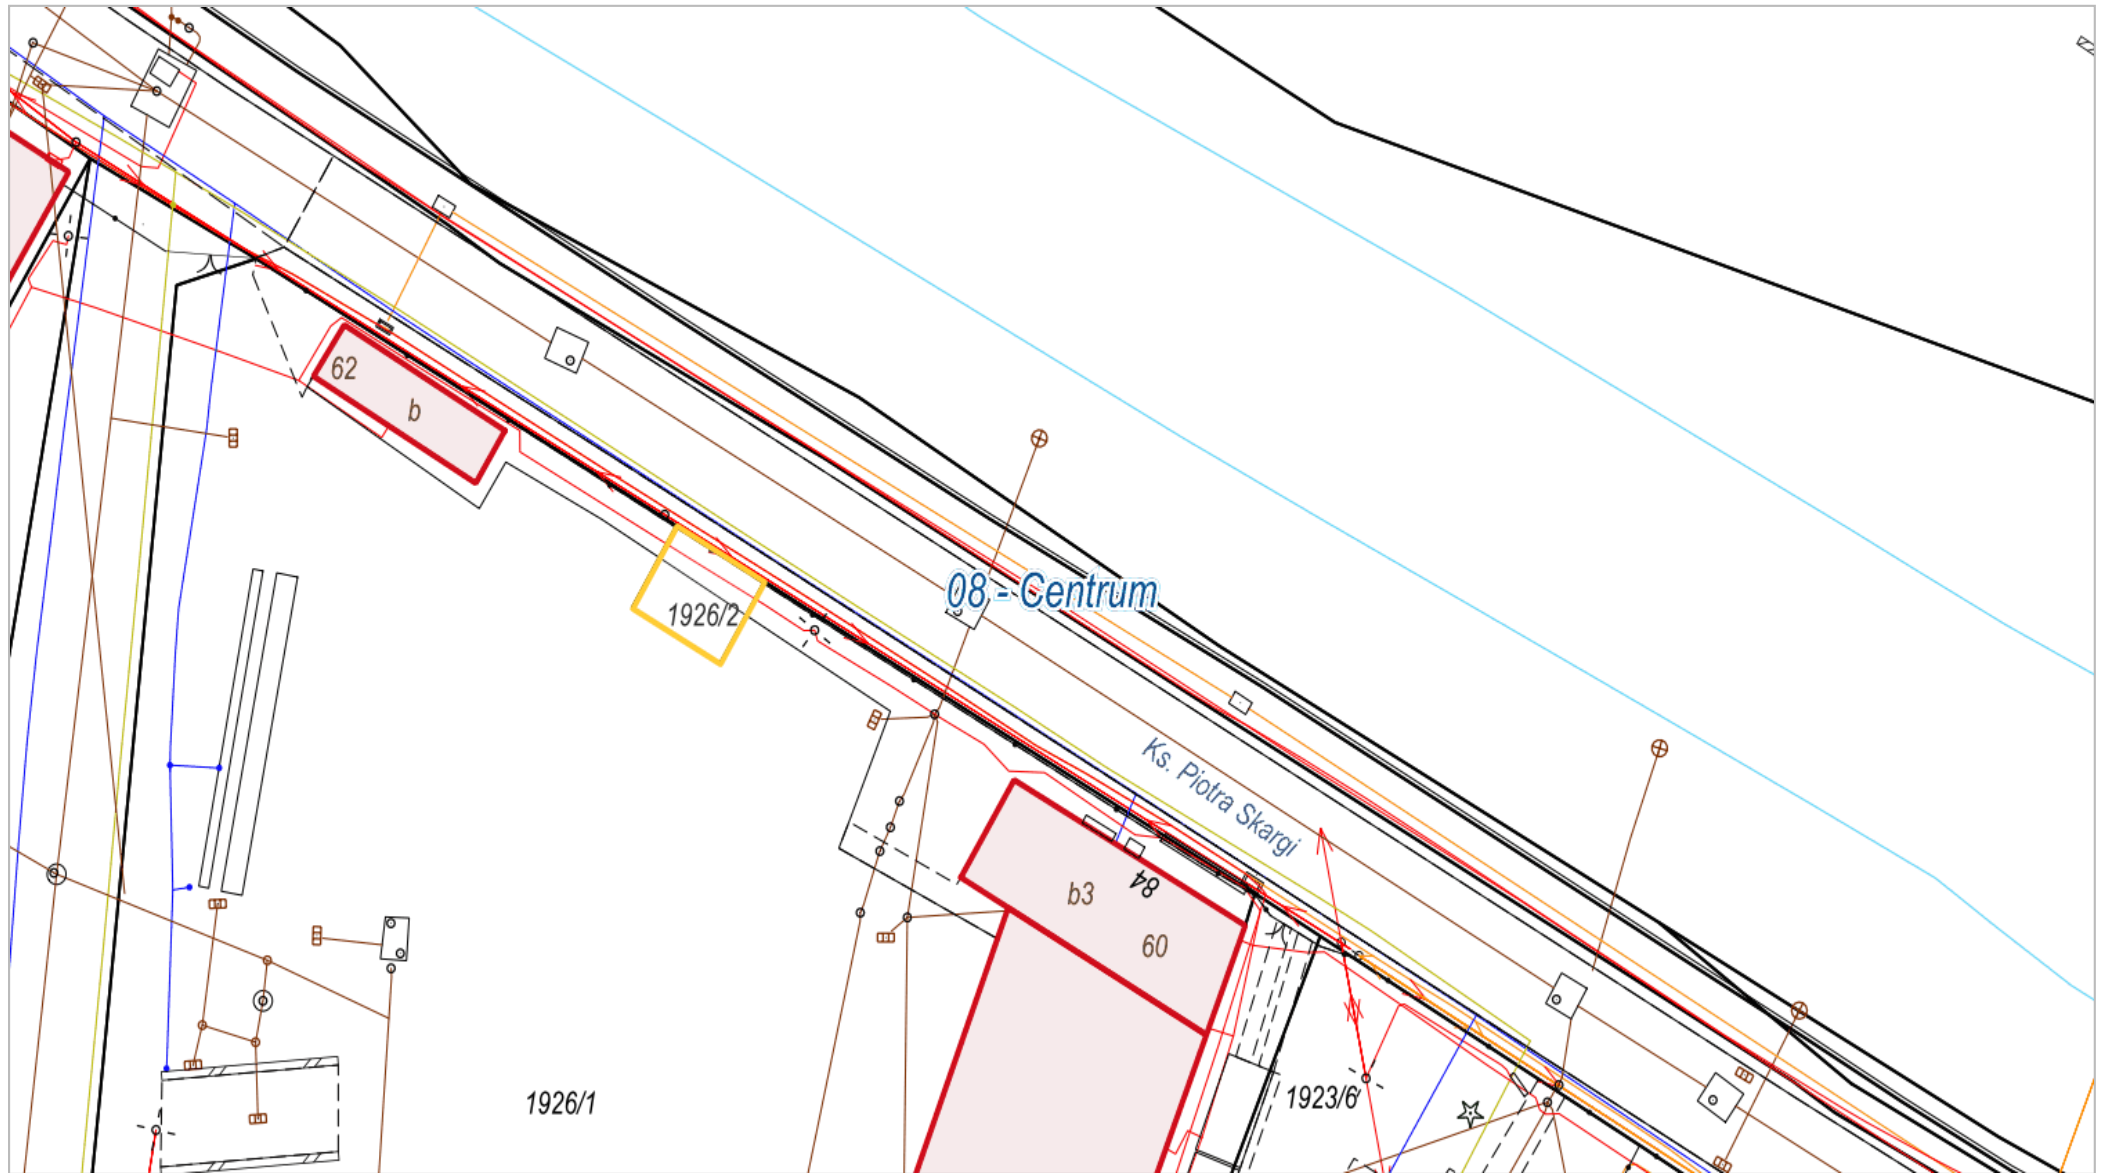 62
b
1926/2
08 - Centrum
Ks. Piotra Skargi
84
b3
60
1926/1
1923/6